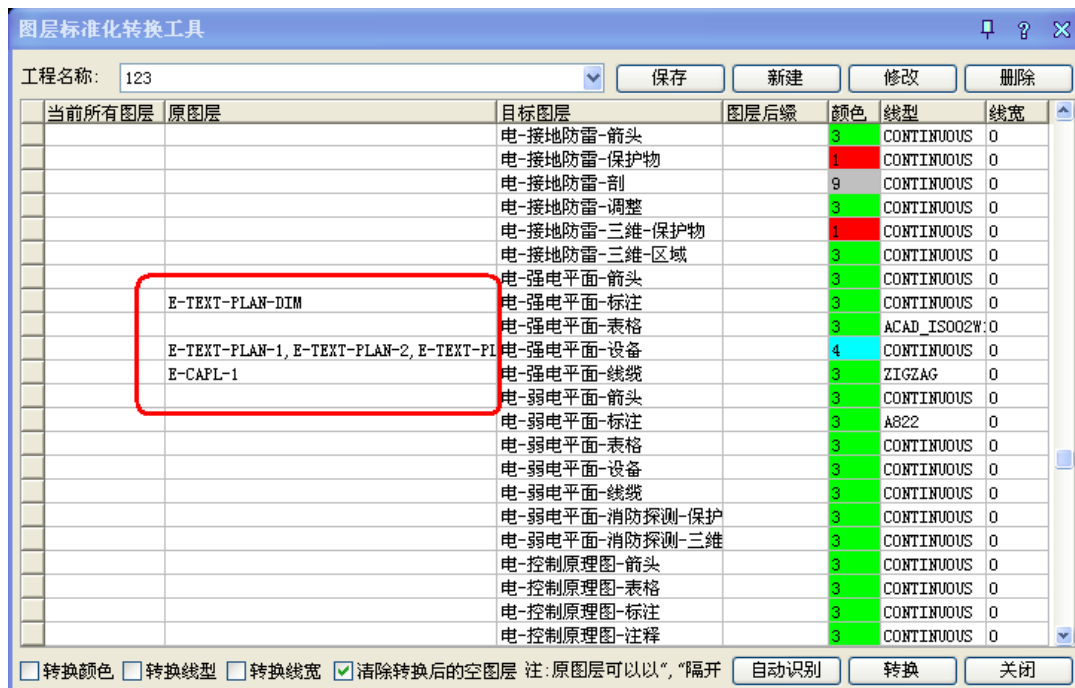 图层标准化转换工具
工程名称: 123 保存 新建 修改 删除
当前所有图层 原图层 目标图层 图层后缀 颜色 线型 线宽
电-接地防雷-箭头 3 CONTINUOUS 0
电-接地防雷-保护物 1 CONTINUOUS 0
电-接地防雷-剖 9 CONTINUOUS 0
电-接地防雷-调整 3 CONTINUOUS 0
电-接地防雷-三维-保护物 1 CONTINUOUS 0
电-接地防雷-三维-区域 3 CONTINUOUS 0
电-强电平面-箭头 3 CONTINUOUS 0
E-TEXT-PLAN-DIM 电-强电平面-标注 3 CONTINUOUS 0
电-强电平面-表格 3 ACAD_ISO02W: 0
E-TEXT-PLAN-1,E-TEXT-PLAN-2,E-TEXT-PL 电-强电平面-设备 4 CONTINUOUS 0
E-CAPL-1 电-强电平面-线缆 3 ZIGZAG 0
电-弱电平面-箭头 3 CONTINUOUS 0
电-弱电平面-标注 3 A822 0
电-弱电平面-表格 3 CONTINUOUS 0
电-弱电平面-设备 3 CONTINUOUS 0
电-弱电平面-线缆 3 CONTINUOUS 0
电-弱电平面-消防探测-保护 3 CONTINUOUS 0
电-弱电平面-消防探测-三维 3 CONTINUOUS 0
电-控制原理图-箭头 3 CONTINUOUS 0
电-控制原理图-表格 3 CONTINUOUS 0
电-控制原理图-标注 3 CONTINUOUS 0
电-控制原理图-注释 3 CONTINUOUS 0
转换颜色 转换线型 转换线宽 清除转换后的空图层 注:原图层可以以“,“隔开 自动识别 转换 关闭